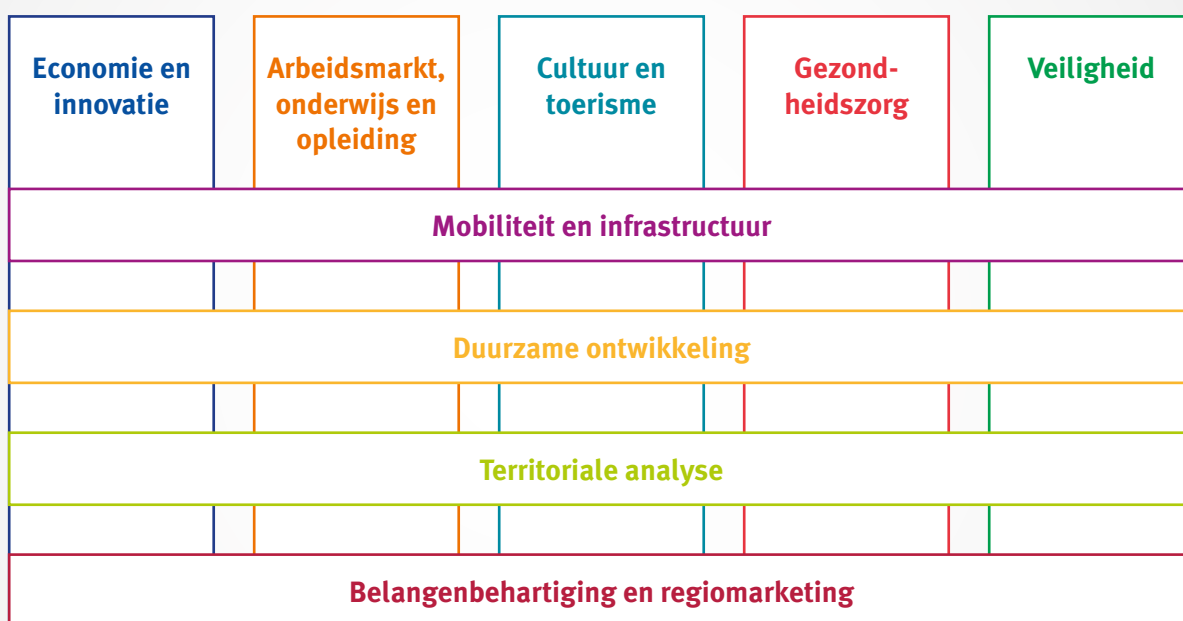 Economie en
innovatie
Arbeidsmarkt,
onderwijs en
opleiding
Cultuur en
toerisme
Gezond-
heidszorg
Veiligheid
Mobiliteit en infrastructuur
Duurzame ontwikkeling
Territoriale analyse
Belangenbehartiging en regiomarketing